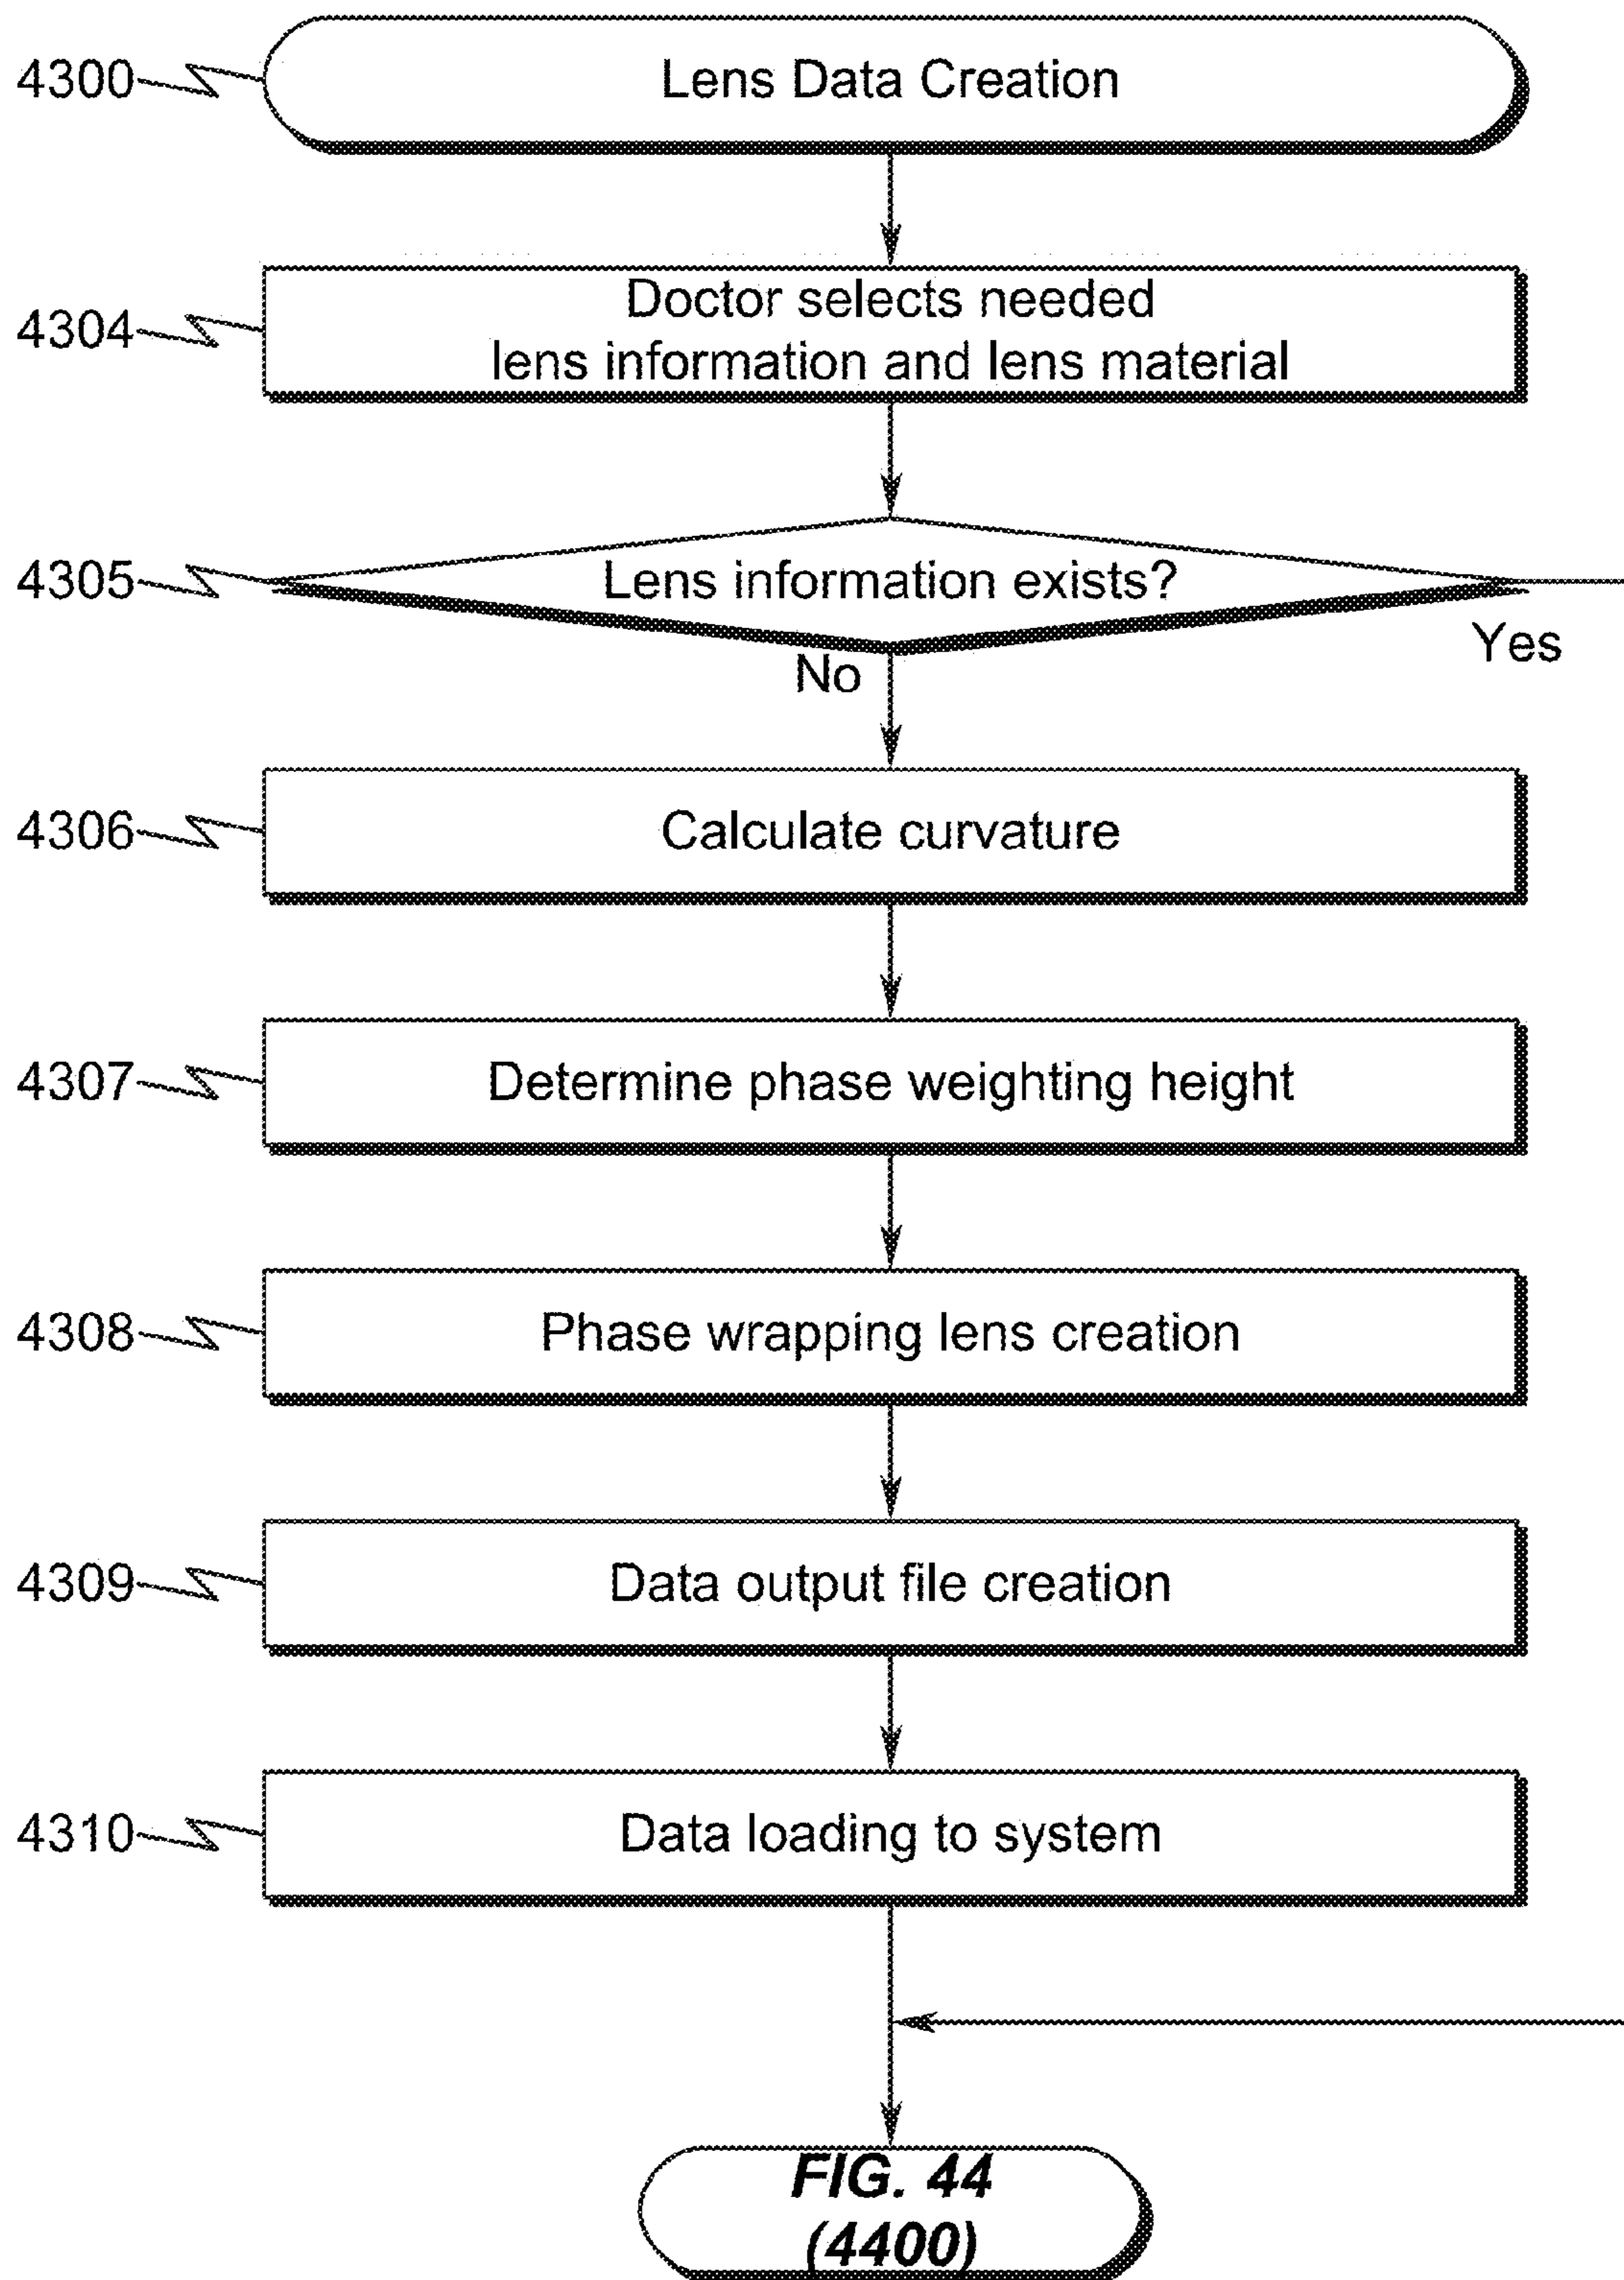 4300
Lens Data Creation
4304
Doctor selects needed
lens information and lens material
4305
Lens information exists?
Yes
No
4306
Calculate curvature
4307
Determine phase weighting height
4308
Phase wrapping lens creation
4309
Data output file creation
4310
Data loading to system
FIG. 44
(4400)